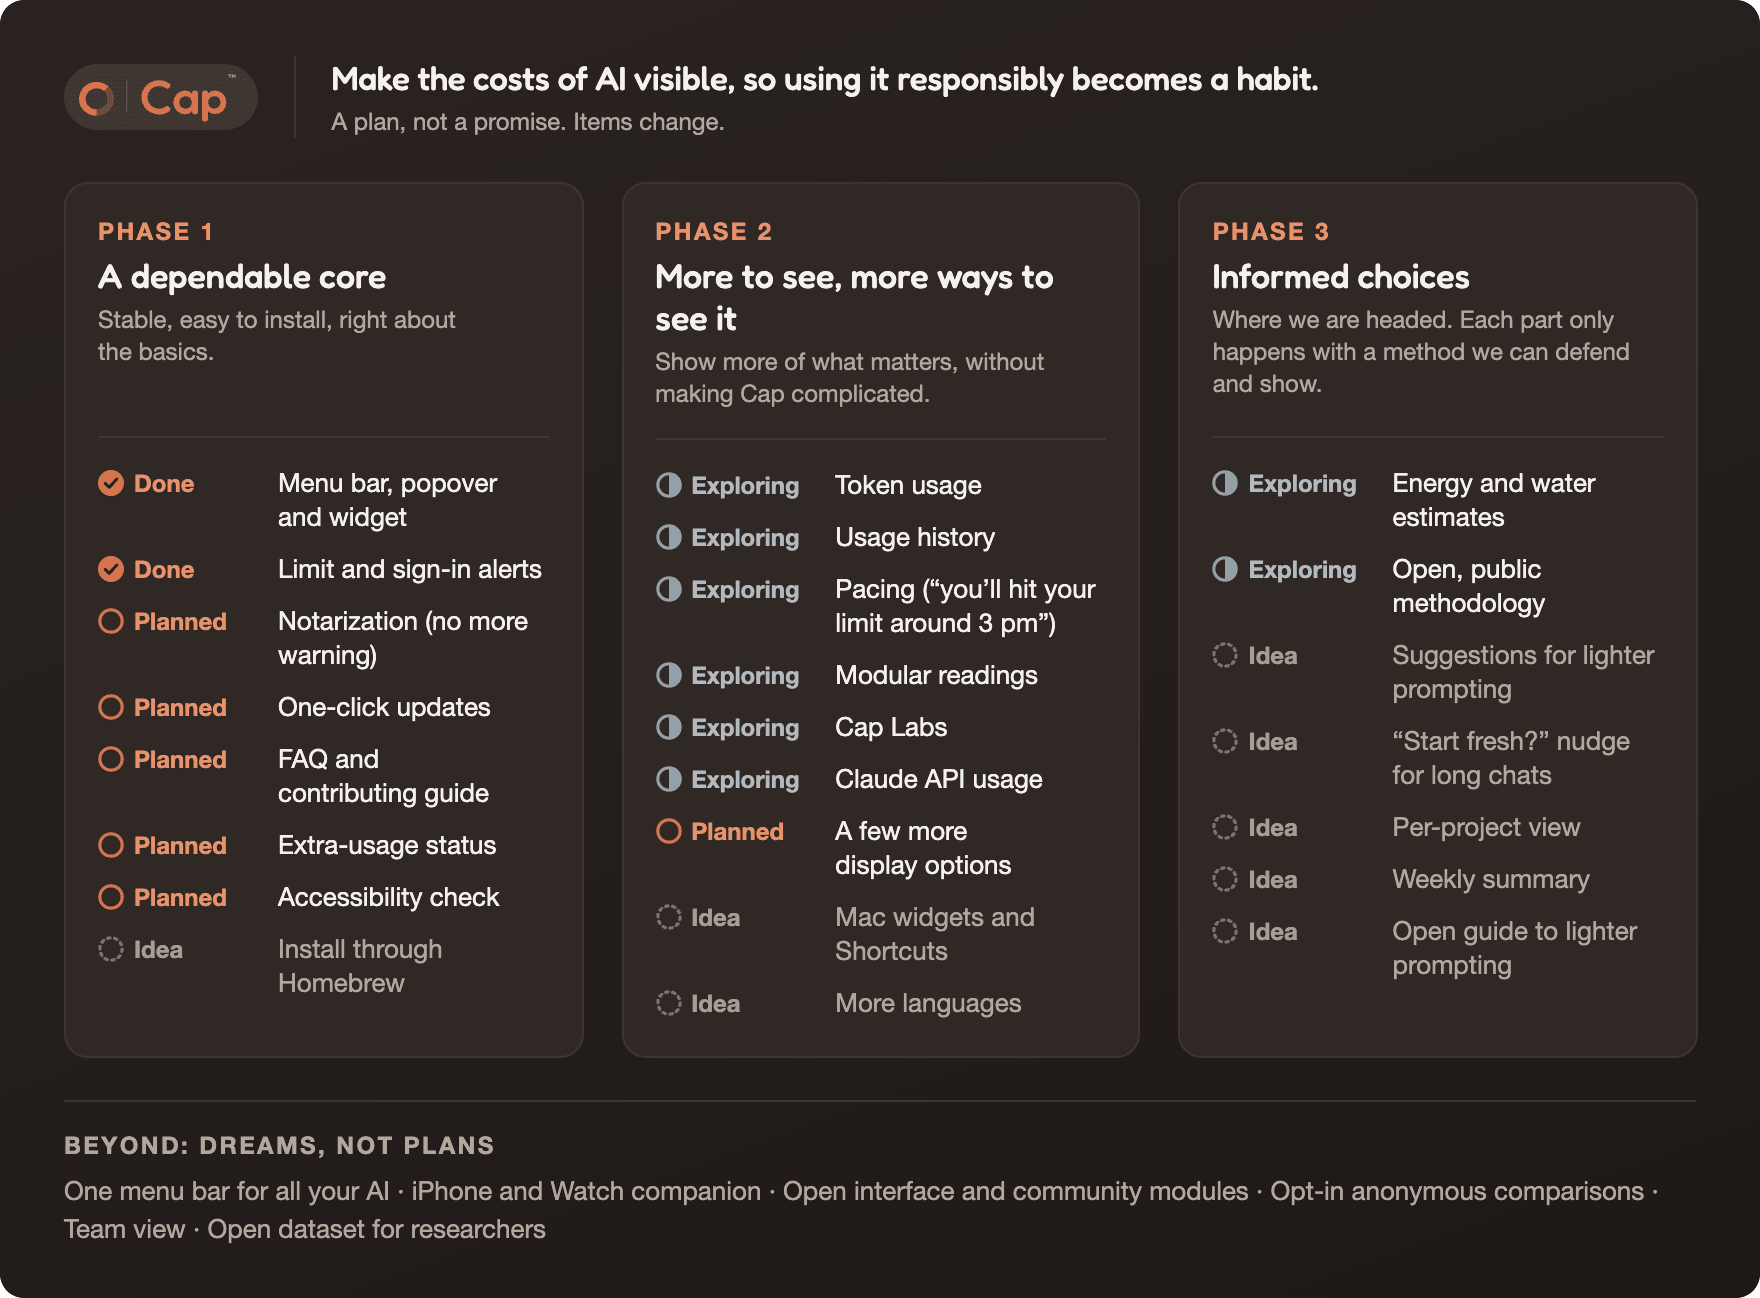 Cap™
Make the costs of AI visible, so using it responsibly becomes a habit.
A plan, not a promise. Items change.
PHASE 1
A dependable core
Stable, easy to install, right about
the basics.
Done Menu bar, popover
and widget
Done Limit and sign-in alerts
Planned Notarization (no more
warning)
Planned One-click updates
Planned FAQ and
contributing guide
Planned Extra-usage status
Planned Accessibility check
Idea Install through
Homebrew
PHASE 2
More to see, more ways to
see it
Show more of what matters, without
making Cap complicated.
Exploring Token usage
Exploring Usage history
Exploring Pacing (“you’ll hit your
limit around 3 pm”)
Exploring Modular readings
Exploring Cap Labs
Exploring Claude API usage
Planned A few more
display options
Idea Mac widgets and
Shortcuts
Idea More languages
PHASE 3
Informed choices
Where we are headed. Each part only
happens with a method we can defend
and show.
Exploring Energy and water
estimates
Exploring Open, public
methodology
Idea Suggestions for lighter
prompting
Idea “Start fresh?” nudge
for long chats
Idea Per-project view
Idea Weekly summary
Idea Open guide to lighter
prompting
BEYOND: DREAMS, NOT PLANS
One menu bar for all your AI · iPhone and Watch companion · Open interface and community modules · Opt-in anonymous comparisons ·
Team view · Open dataset for researchers